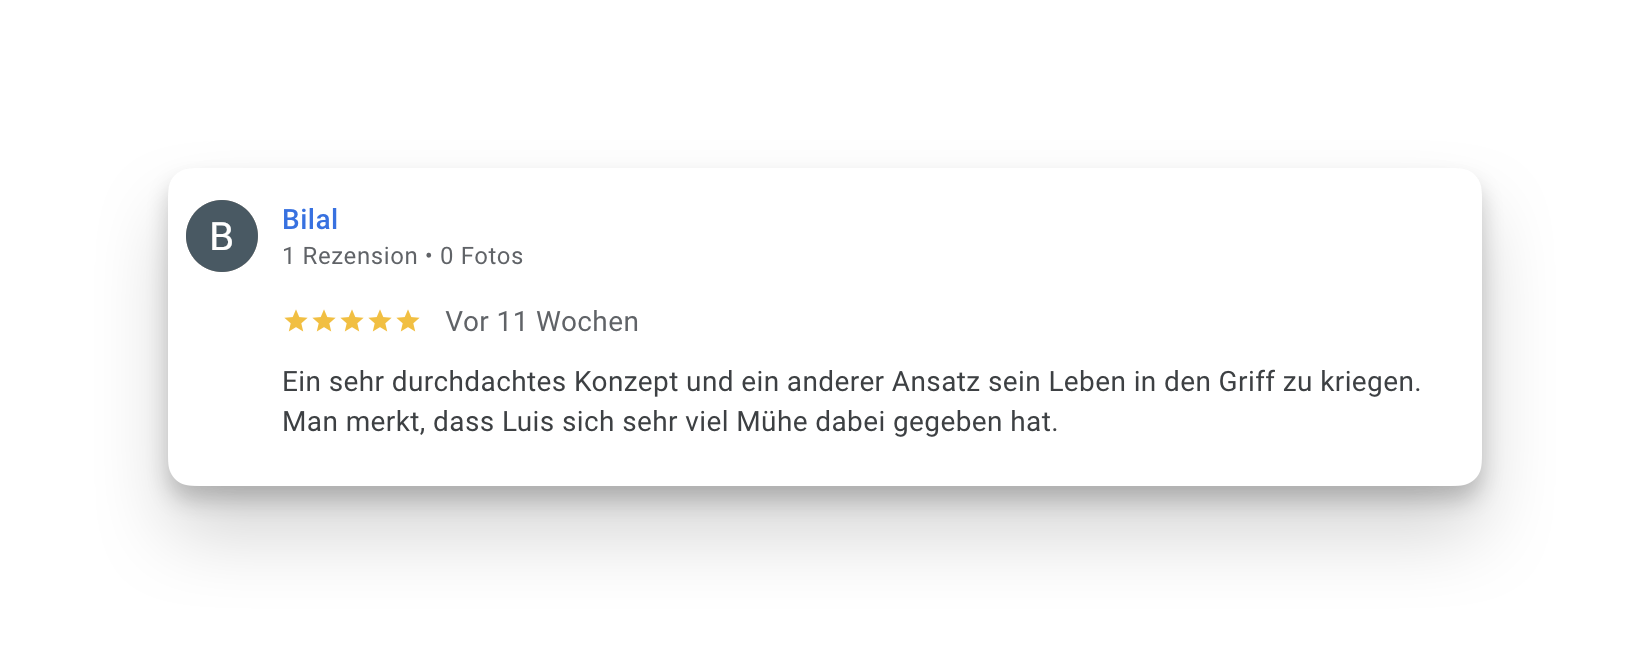 B
Bilal
1 Rezension • 0 Fotos
Vor 11 Wochen
Ein sehr durchdachtes Konzept und ein anderer Ansatz sein Leben in den Griff zu kriegen.
Man merkt, dass Luis sich sehr viel Mühe dabei gegeben hat.